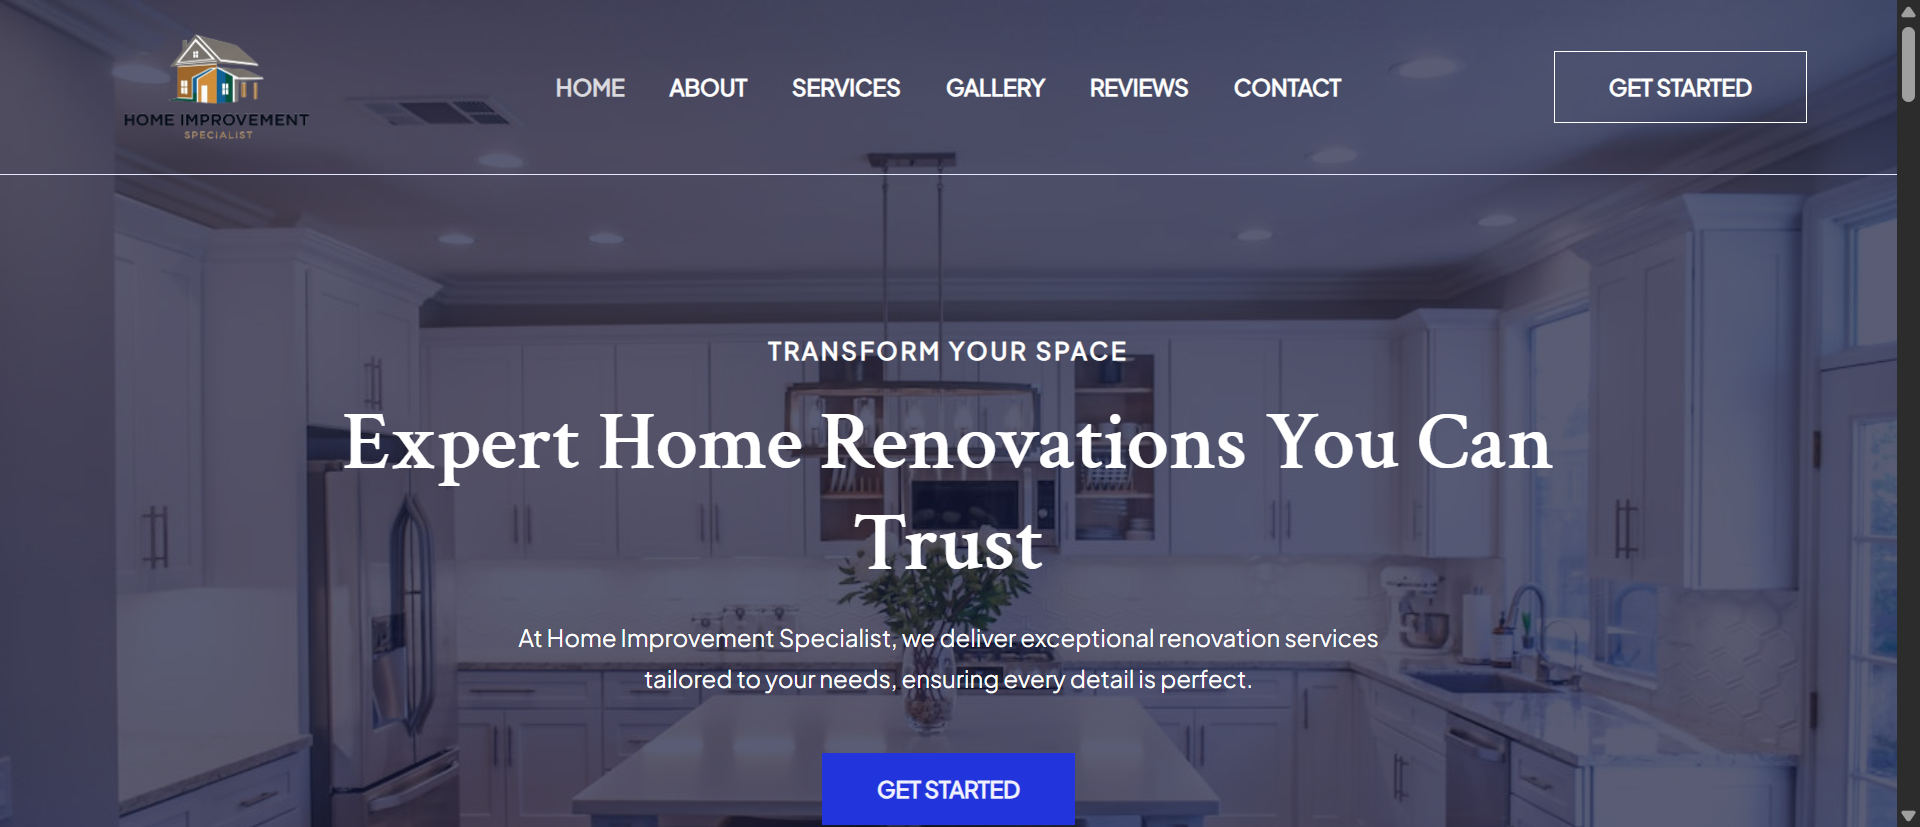 HOME IMPROVEMENT
SPECIALIST
HOME ABOUT SERVICES GALLERY REVIEWS CONTACT
GET STARTED
TRANSFORM YOUR SPACE
Expert Home Renovations You Can
Trust
At Home Improvement Specialist, we deliver exceptional renovation services
tailored to your needs, ensuring every detail is perfect.
GET STARTED